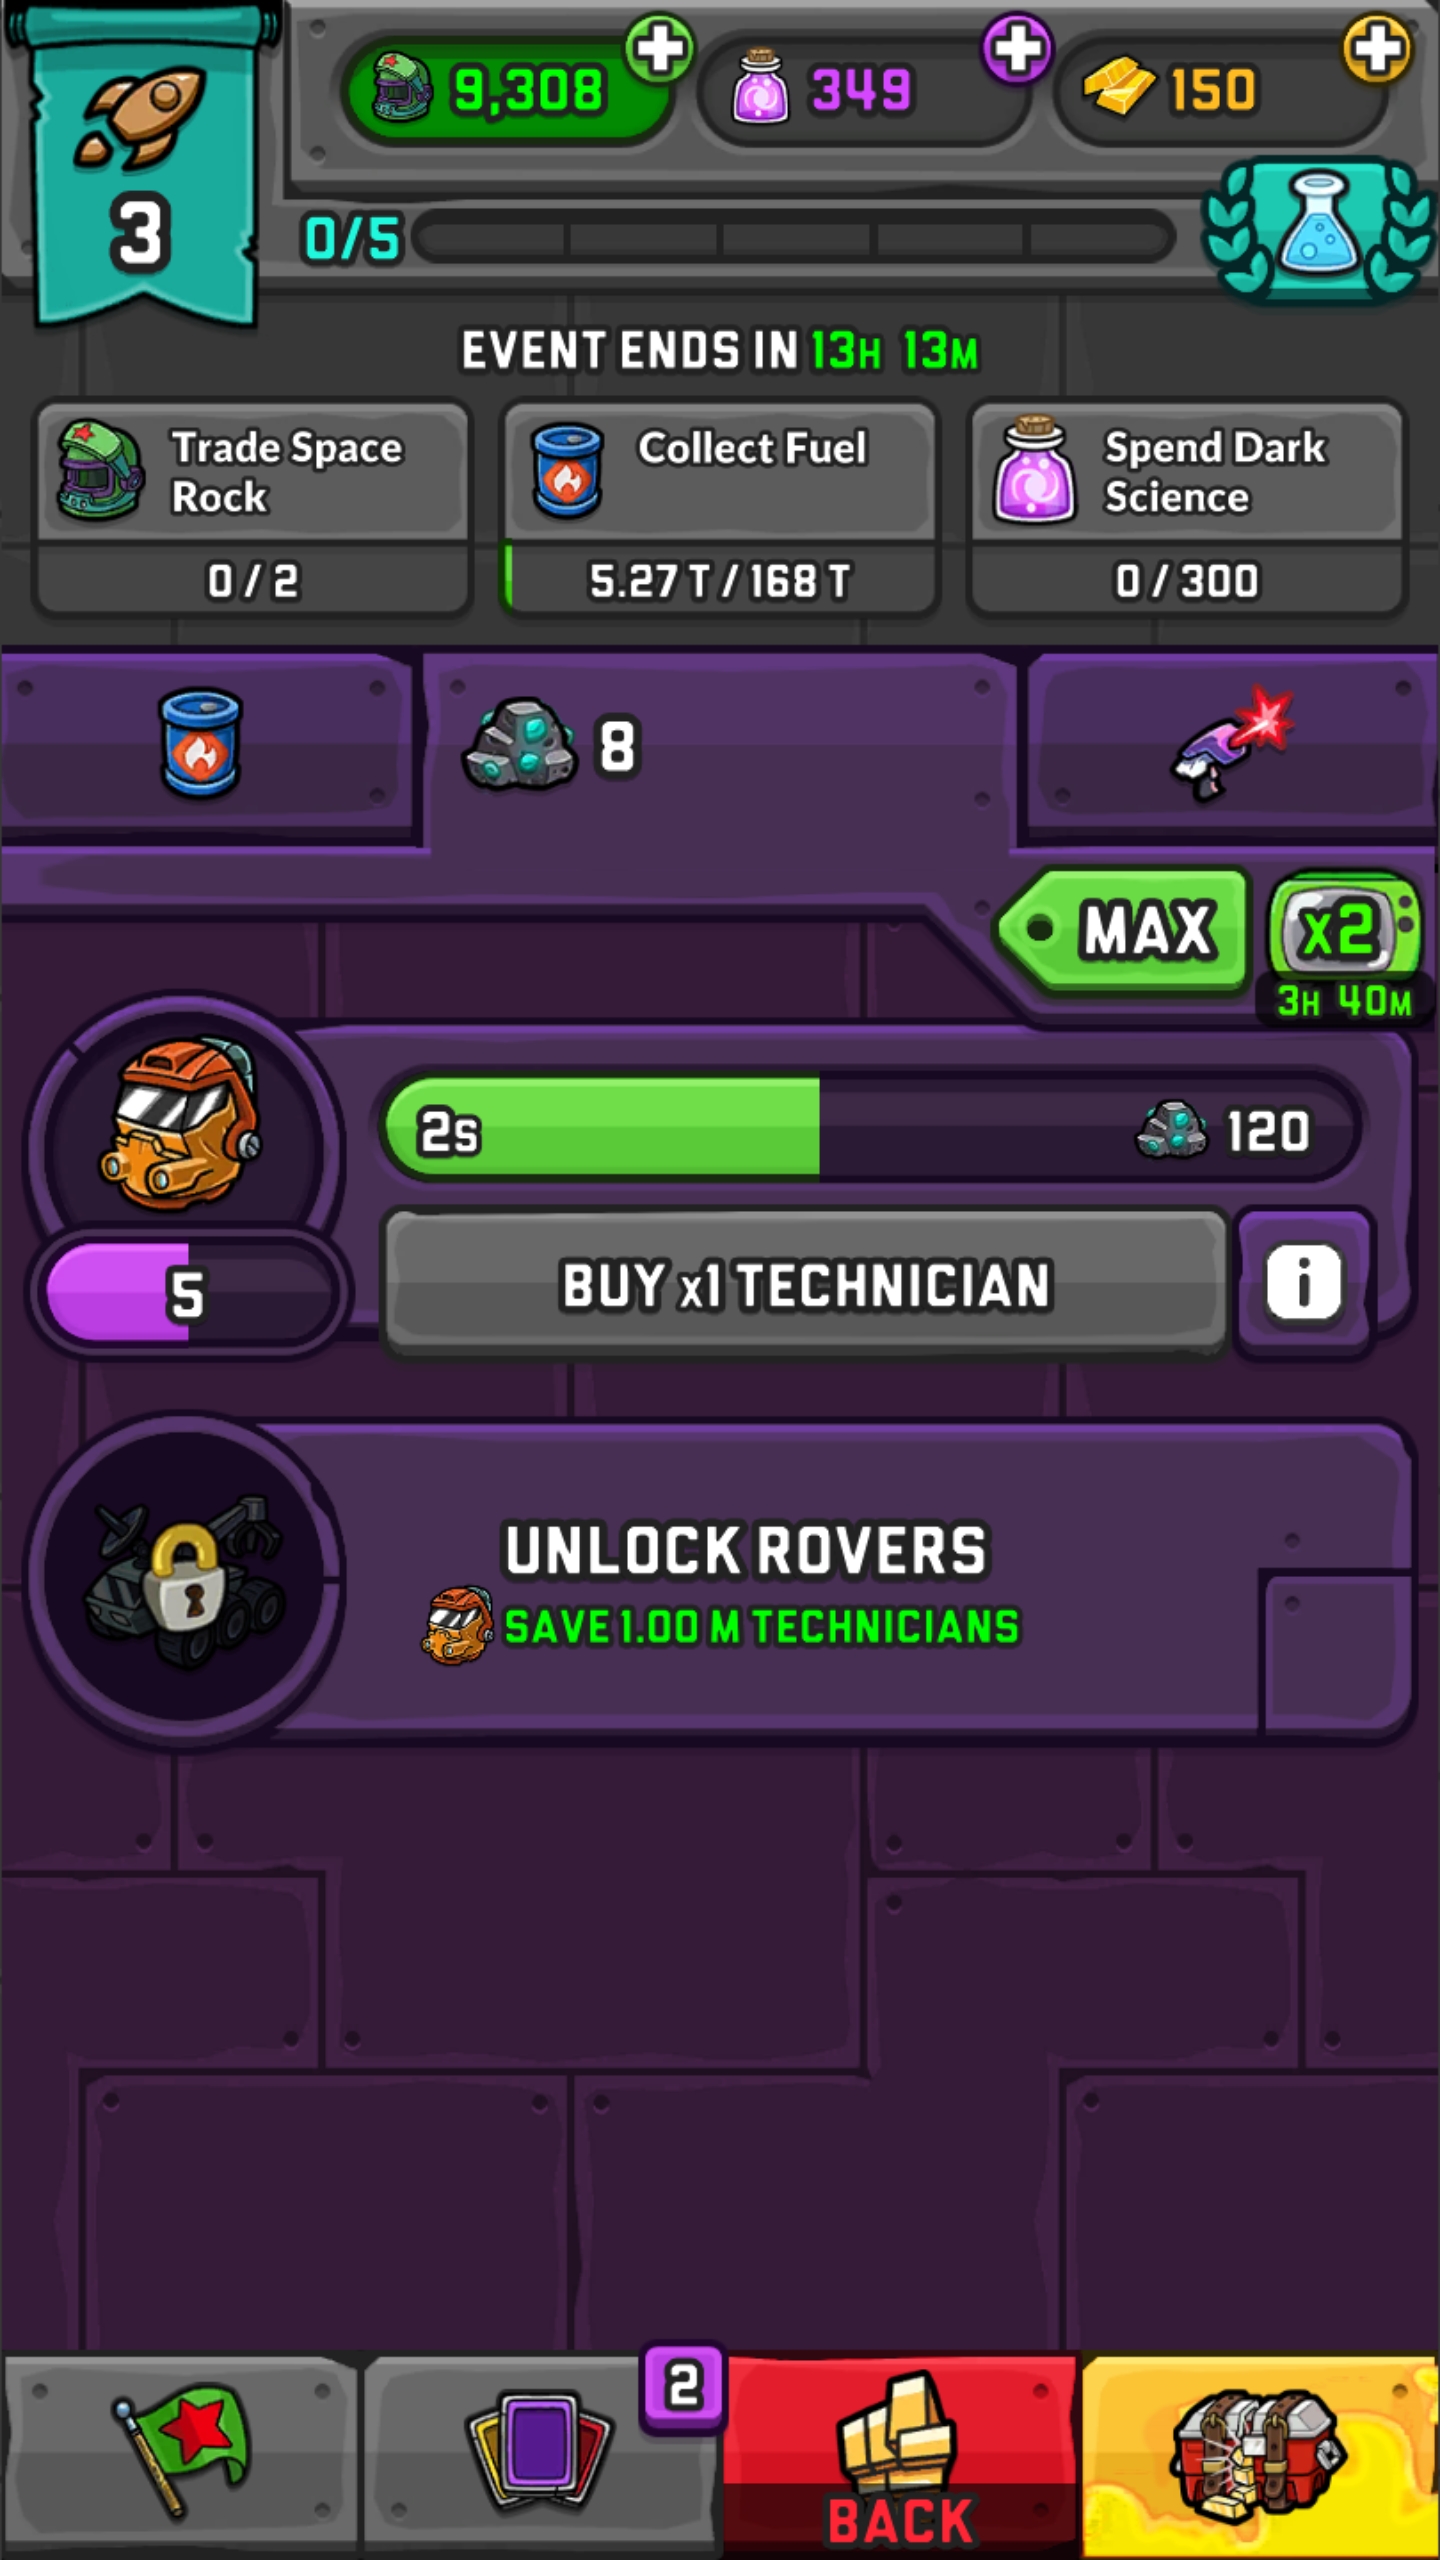 9,308
349
150
3
0/5
EVENT ENDS IN 13H 13M
Trade Space
Rock
0 / 2
Collect Fuel
5.27 T / 168 T
Spend Dark
Science
0 / 300
8
MAX
x2
3H 40M
2s
120
5
BUY x1 TECHNICIAN
i
UNLOCK ROVERS
SAVE 1.00 M TECHNICIANS
2
BACK